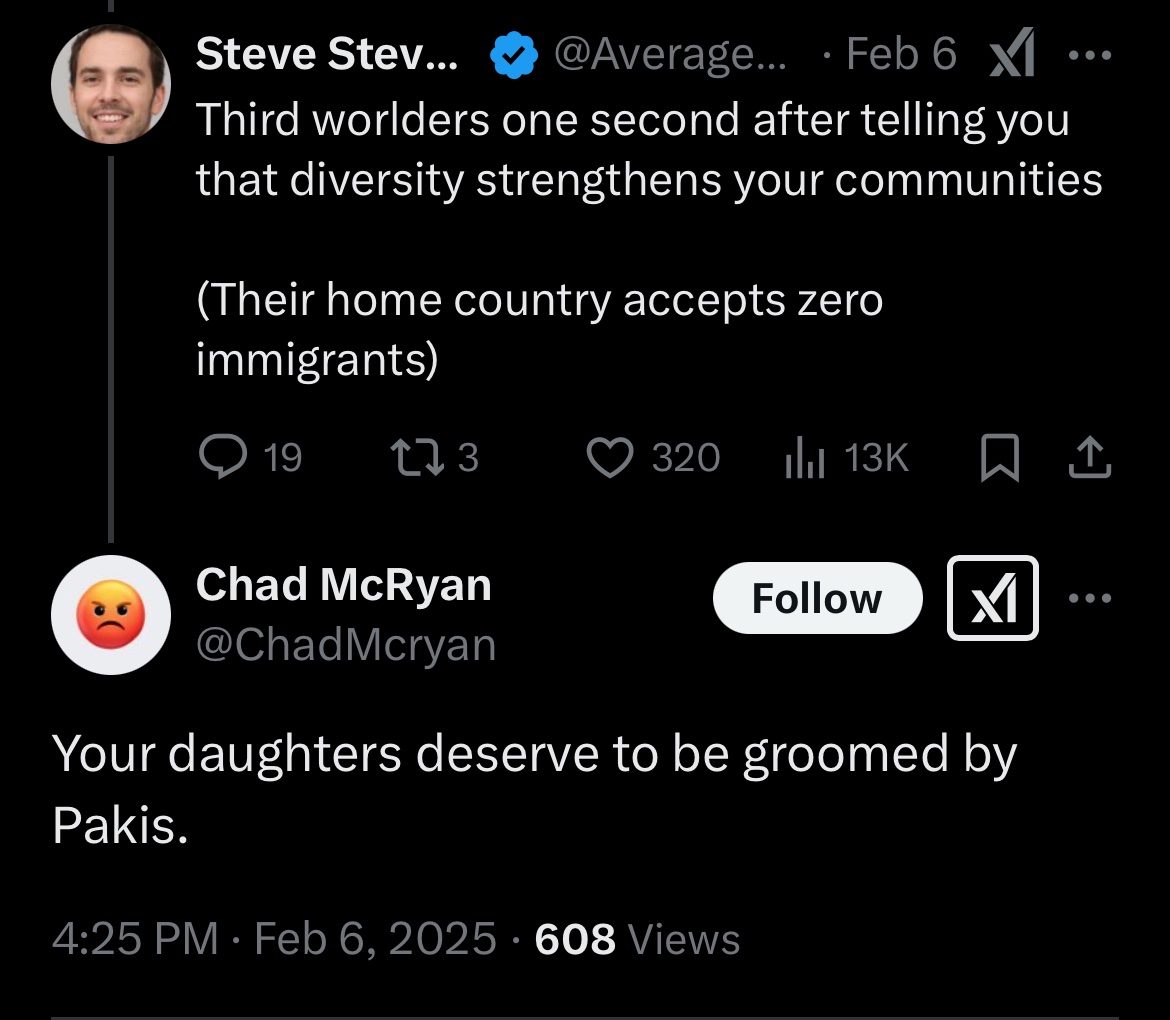 Steve Stev... @Average... · Feb 6
Third worlders one second after telling you
that diversity strengthens your communities
(Their home country accepts zero
immigrants)
19 3 320 13K
Chad McRyan
Follow
@ChadMcryan
Your daughters deserve to be groomed by
Pakis.
4:25 PM · Feb 6, 2025 · 608 Views